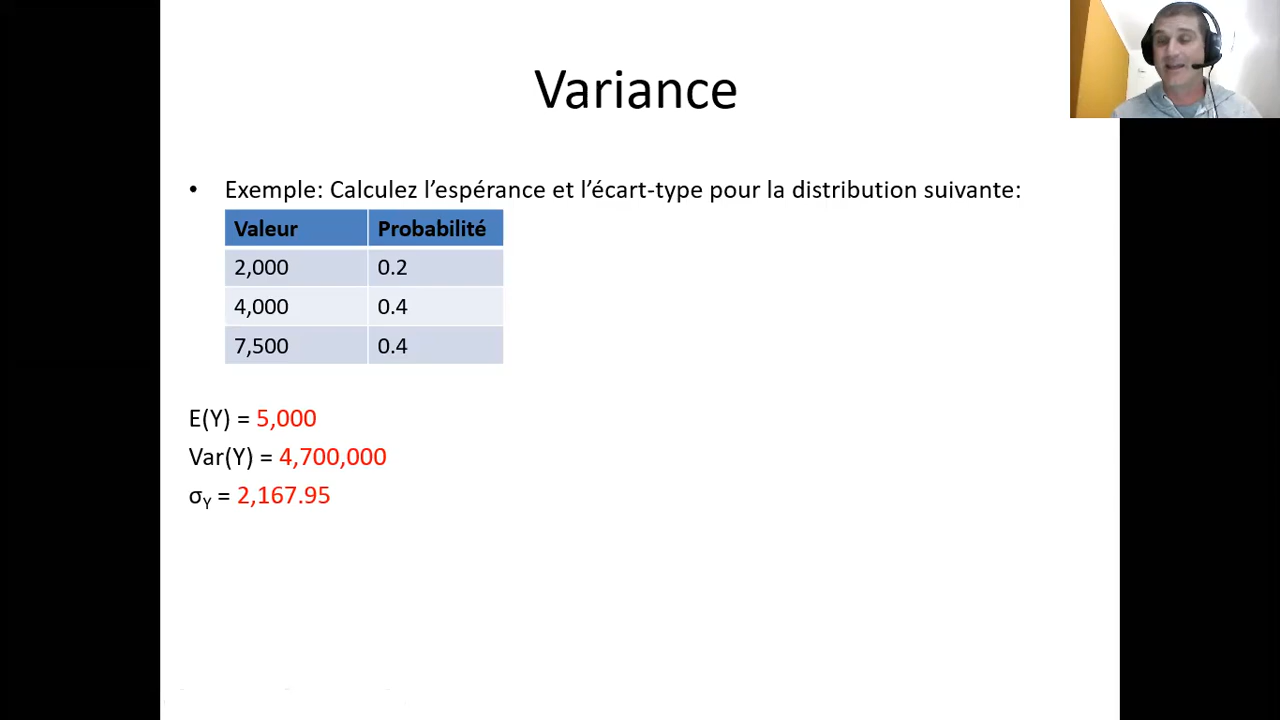 Variance
• Exemple: Calculez l’espérance et l’écart-type pour la distribution suivante:
Valeur Probabilité
2,000 0.2
4,000 0.4
7,500 0.4
E(Y) = 5,000
Var(Y) = 4,700,000
σY = 2,167.95